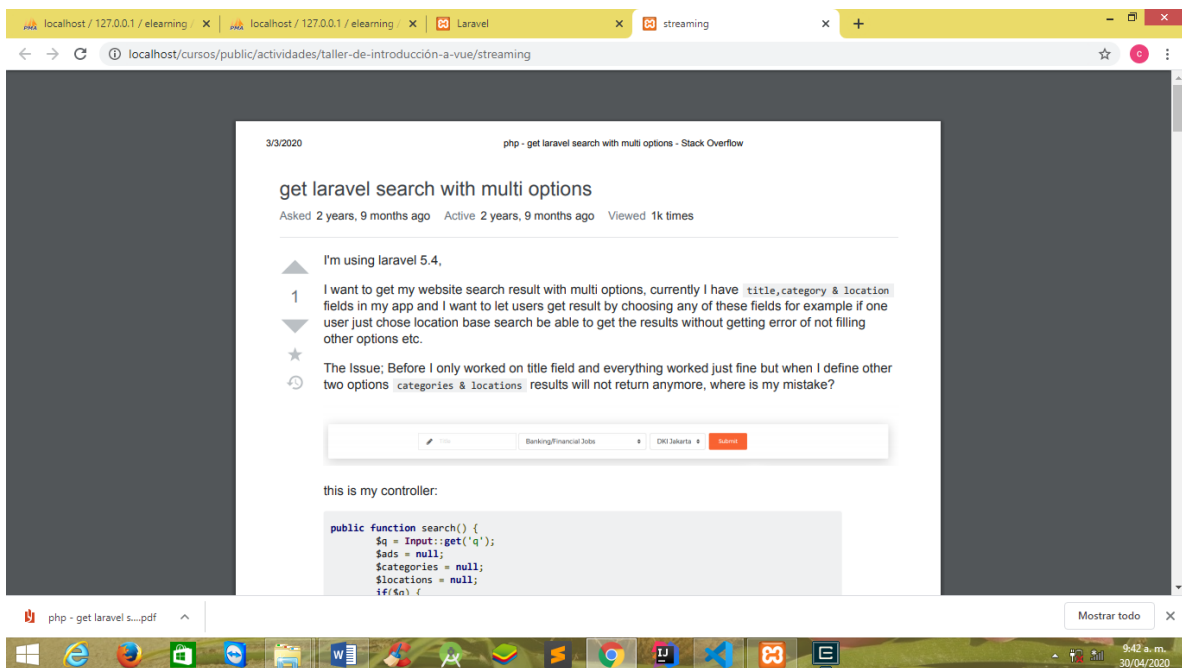 localhost / 127.0.0.1 / elearning / localhost / 127.0.0.1 / elearning / Laravel streaming
localhost/cursos/public/actividades/taller-de-introducción-a-vue/streaming
3/3/2020 php - get laravel search with multi options - Stack Overflow
get laravel search with multi options
Asked 2 years, 9 months ago Active 2 years, 9 months ago Viewed 1k times
I'm using laravel 5.4,
I want to get my website search result with multi options, currently I have title,category & location
1
fields in my app and I want to let users get result by choosing any of these fields for example if one
user just chose location base search be able to get the results without getting error of not filling
other options etc.
The Issue; Before I only worked on title field and everything worked just fine but when I define other
two options categories & locations results will not return anymore, where is my mistake?
Title Banking/Financial Jobs DKI Jakarta Submit
this is my controller:
public function search() {
$q = Input::get('q');
$ads = null;
$categories = null;
$locations = null;
if($q) {
php - get laravel s....pdf Mostrar todo
9:42 a. m.
30/04/2020